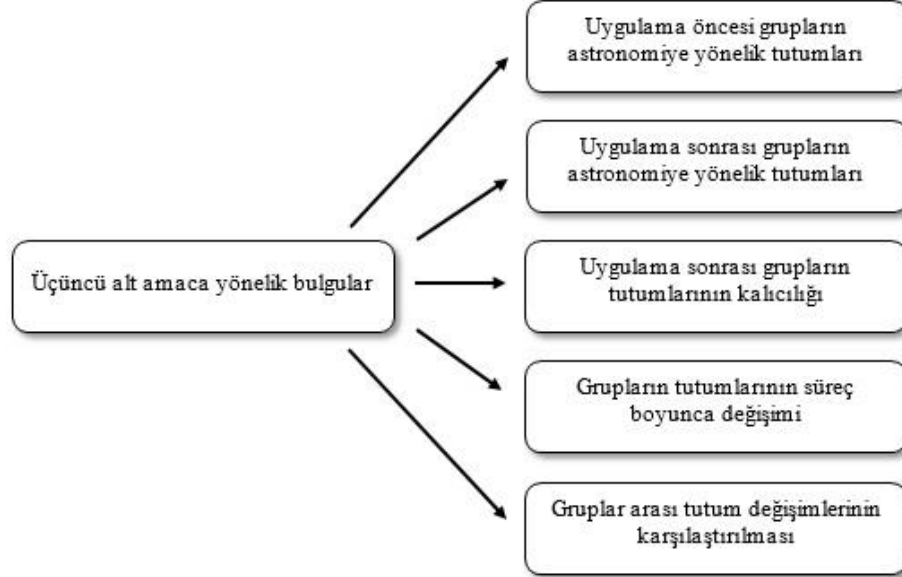 Uygulama öncesi grupların
astronomiye yönelik tutumları
Uygulama sonrası grupların
astronomiye yönelik tutumları
Üçüncü alt amaca yönelik bulgular
Uygulama sonrası grupların
tutumlarının kalıcılığı
Grupların tutumlarının süreç
boyunca değişimi
Gruplar arası tutum değişimlerinin
karşılaştırılması